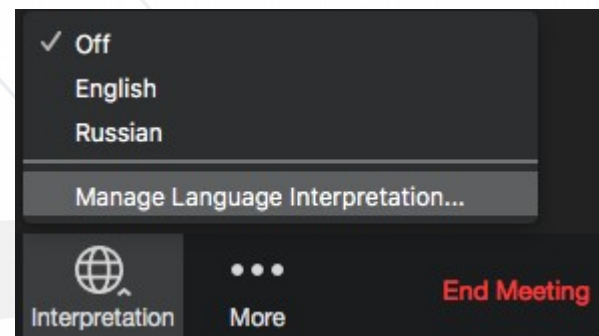 Off
English
Russian
Manage Language Interpretation...
Interpretation
More
End Meeting